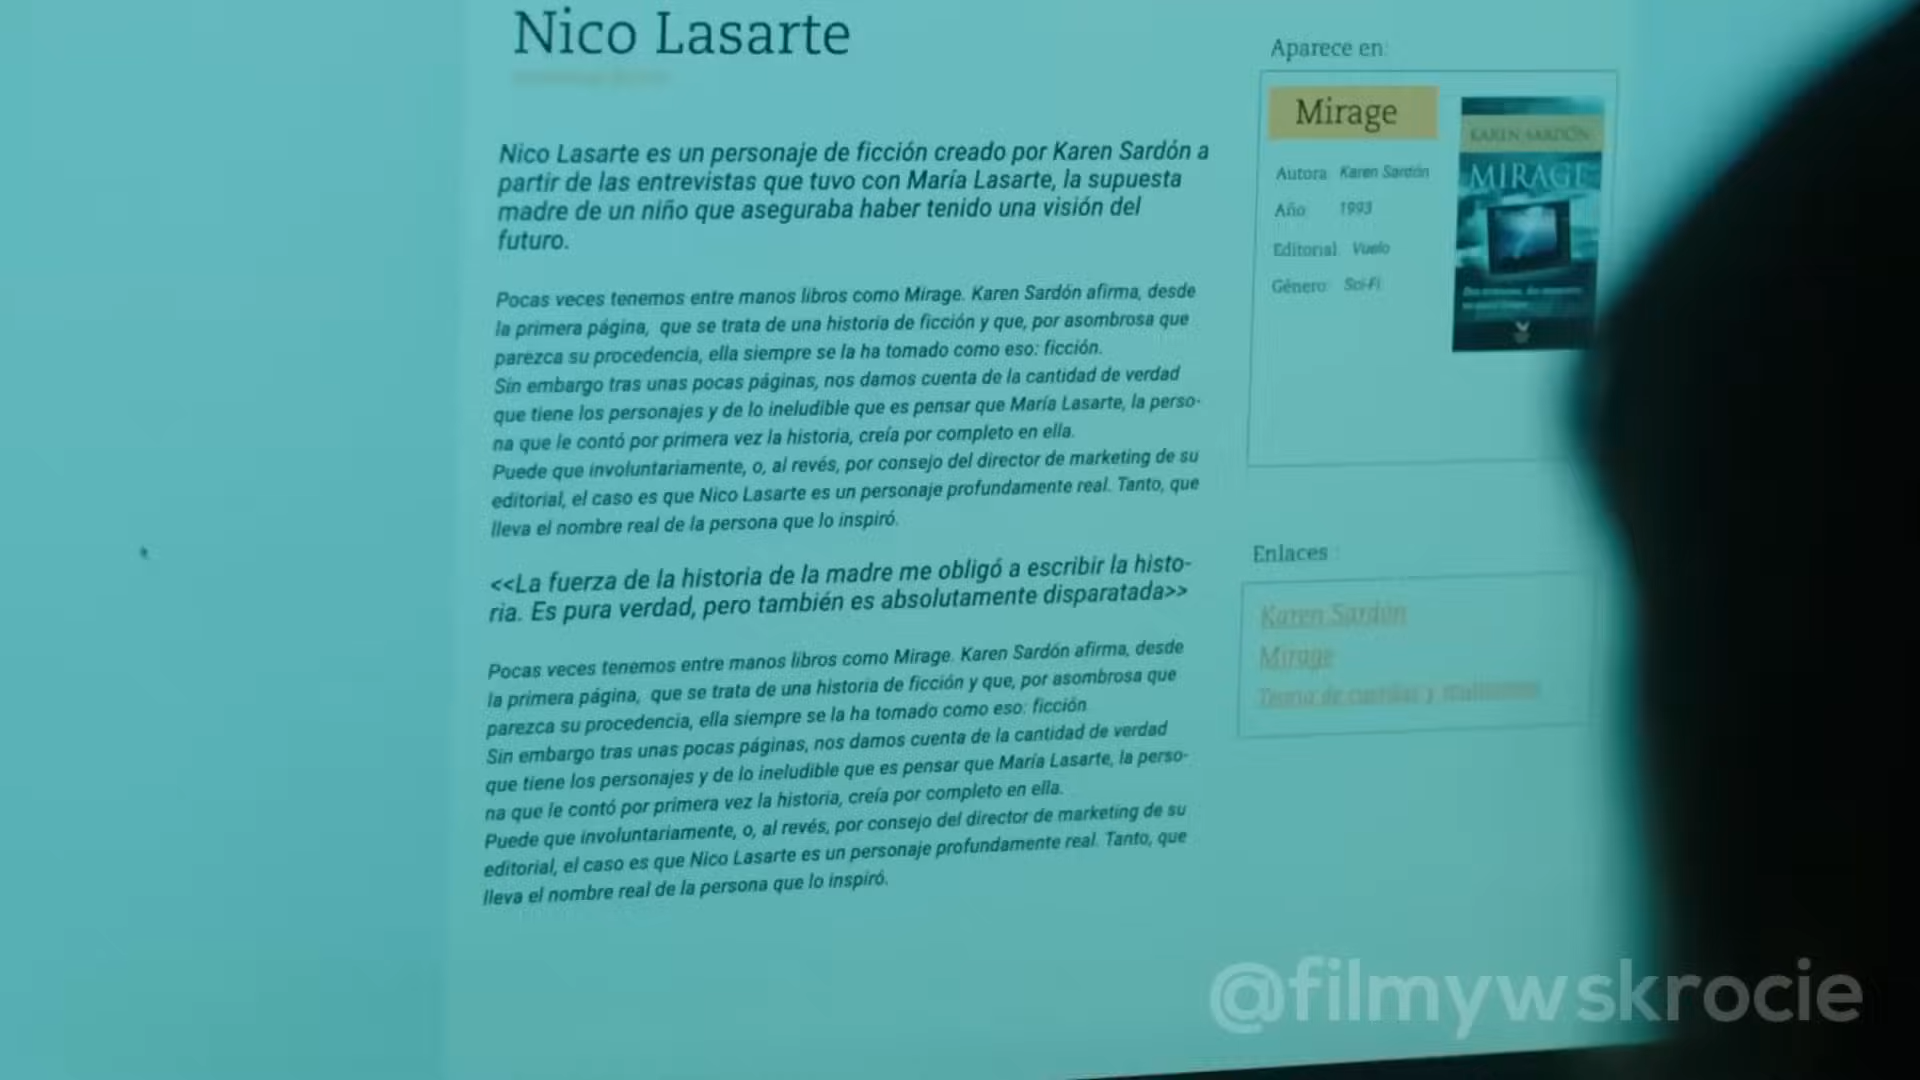 Nico Lasarte
Nico Lasarte es un personaje de ficción creado por Karen Sardón a
partir de las entrevistas que tuvo con María Lasarte, la supuesta
madre de un niño que aseguraba haber tenido una visión del
futuro.
Pocas veces tenemos entre manos libros como Mirage. Karen Sardón afirma, desde
la primera página, que se trata de una historia de ficción y que, por asombrosa que
parezca su procedencia, ella siempre se la ha tomado como eso: ficción.
Sin embargo tras unas pocas páginas, nos damos cuenta de la cantidad de verdad
que tiene los personajes y de lo ineludible que es pensar que María Lasarte, la perso-
na que le contó por primera vez la historia, creía por completo en ella.
Puede que involuntariamente, o, al revés, por consejo del director de marketing de su
editorial, el caso es que Nico Lasarte es un personaje profundamente real. Tanto, que
lleva el nombre real de la persona que lo inspiró.
<<La fuerza de la historia de la madre me obligó a escribir la histo-
ria. Es pura verdad, pero también es absolutamente disparatada>>
Pocas veces tenemos entre manos libros como Mirage. Karen Sardón afirma, desde
la primera página, que se trata de una historia de ficción y que, por asombrosa que
parezca su procedencia, ella siempre se la ha tomado como eso: ficción
Sin embargo tras unas pocas páginas, nos damos cuenta de la cantidad de verdad
que tiene los personajes y de lo ineludible que es pensar que María Lasarte, la perso-
na que le contó por primera vez la historia, creía por completo en ella.
Puede que involuntariamente, o, al revés, por consejo del director de marketing de su
editorial, el caso es que Nico Lasarte es un personaje profundamente real. Tanto, que
lleva el nombre real de la persona que lo inspiró.
Aparece en:
Mirage
Autora Karen Sardón
Año 1993
Editorial Vuelo
Género Sci-Fi
KAREN SARDÓN
MIRAGE
Enlaces :
Karen Sardón
Mirage
@filmywskrocie